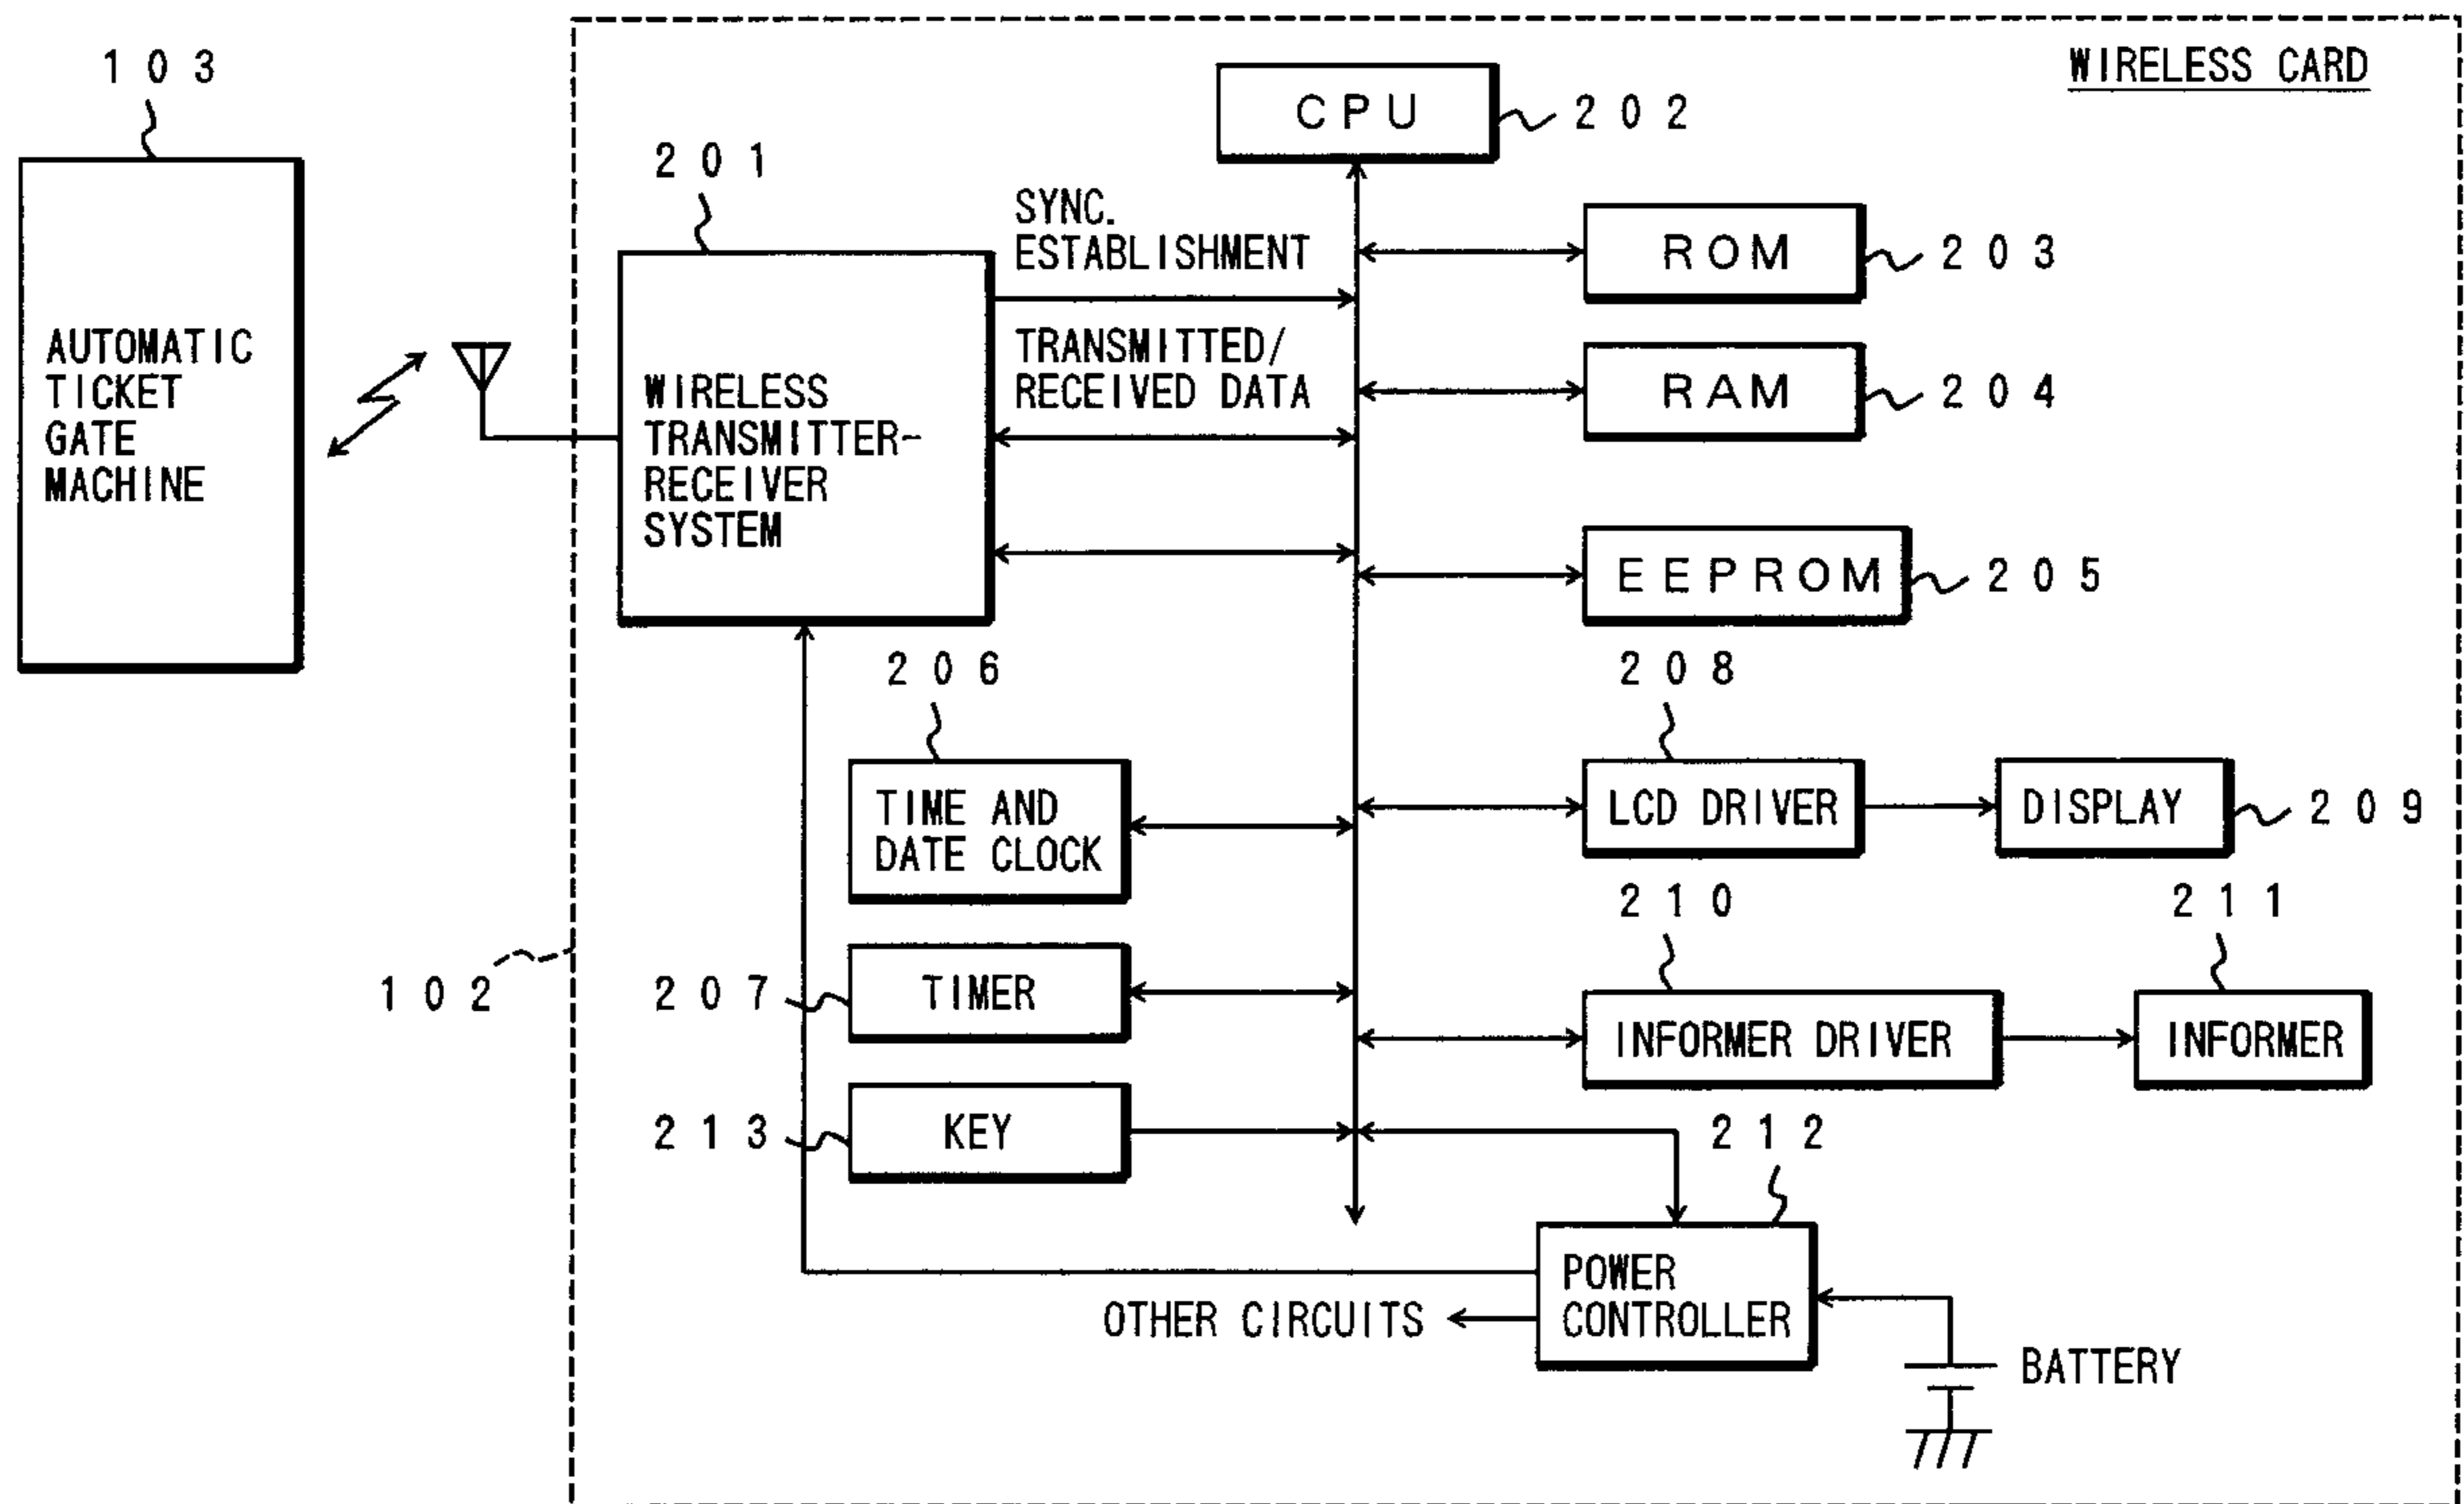 WIRELESS CARD
103
CPU
202
201
SYNC.
ESTABLISHMENT
ROM
203
AUTOMATIC
TICKET
GATE
MACHINE
TRANSMITTED/
RECEIVED DATA
RAM
204
WIRELESS
TRANSMITTER-
RECEIVER
SYSTEM
EEPROM
205
206
208
TIME AND
DATE CLOCK
LCD DRIVER
DISPLAY
209
210
211
102
207
TIMER
INFORMER DRIVER
INFORMER
213
KEY
212
POWER
CONTROLLER
OTHER CIRCUITS
BATTERY